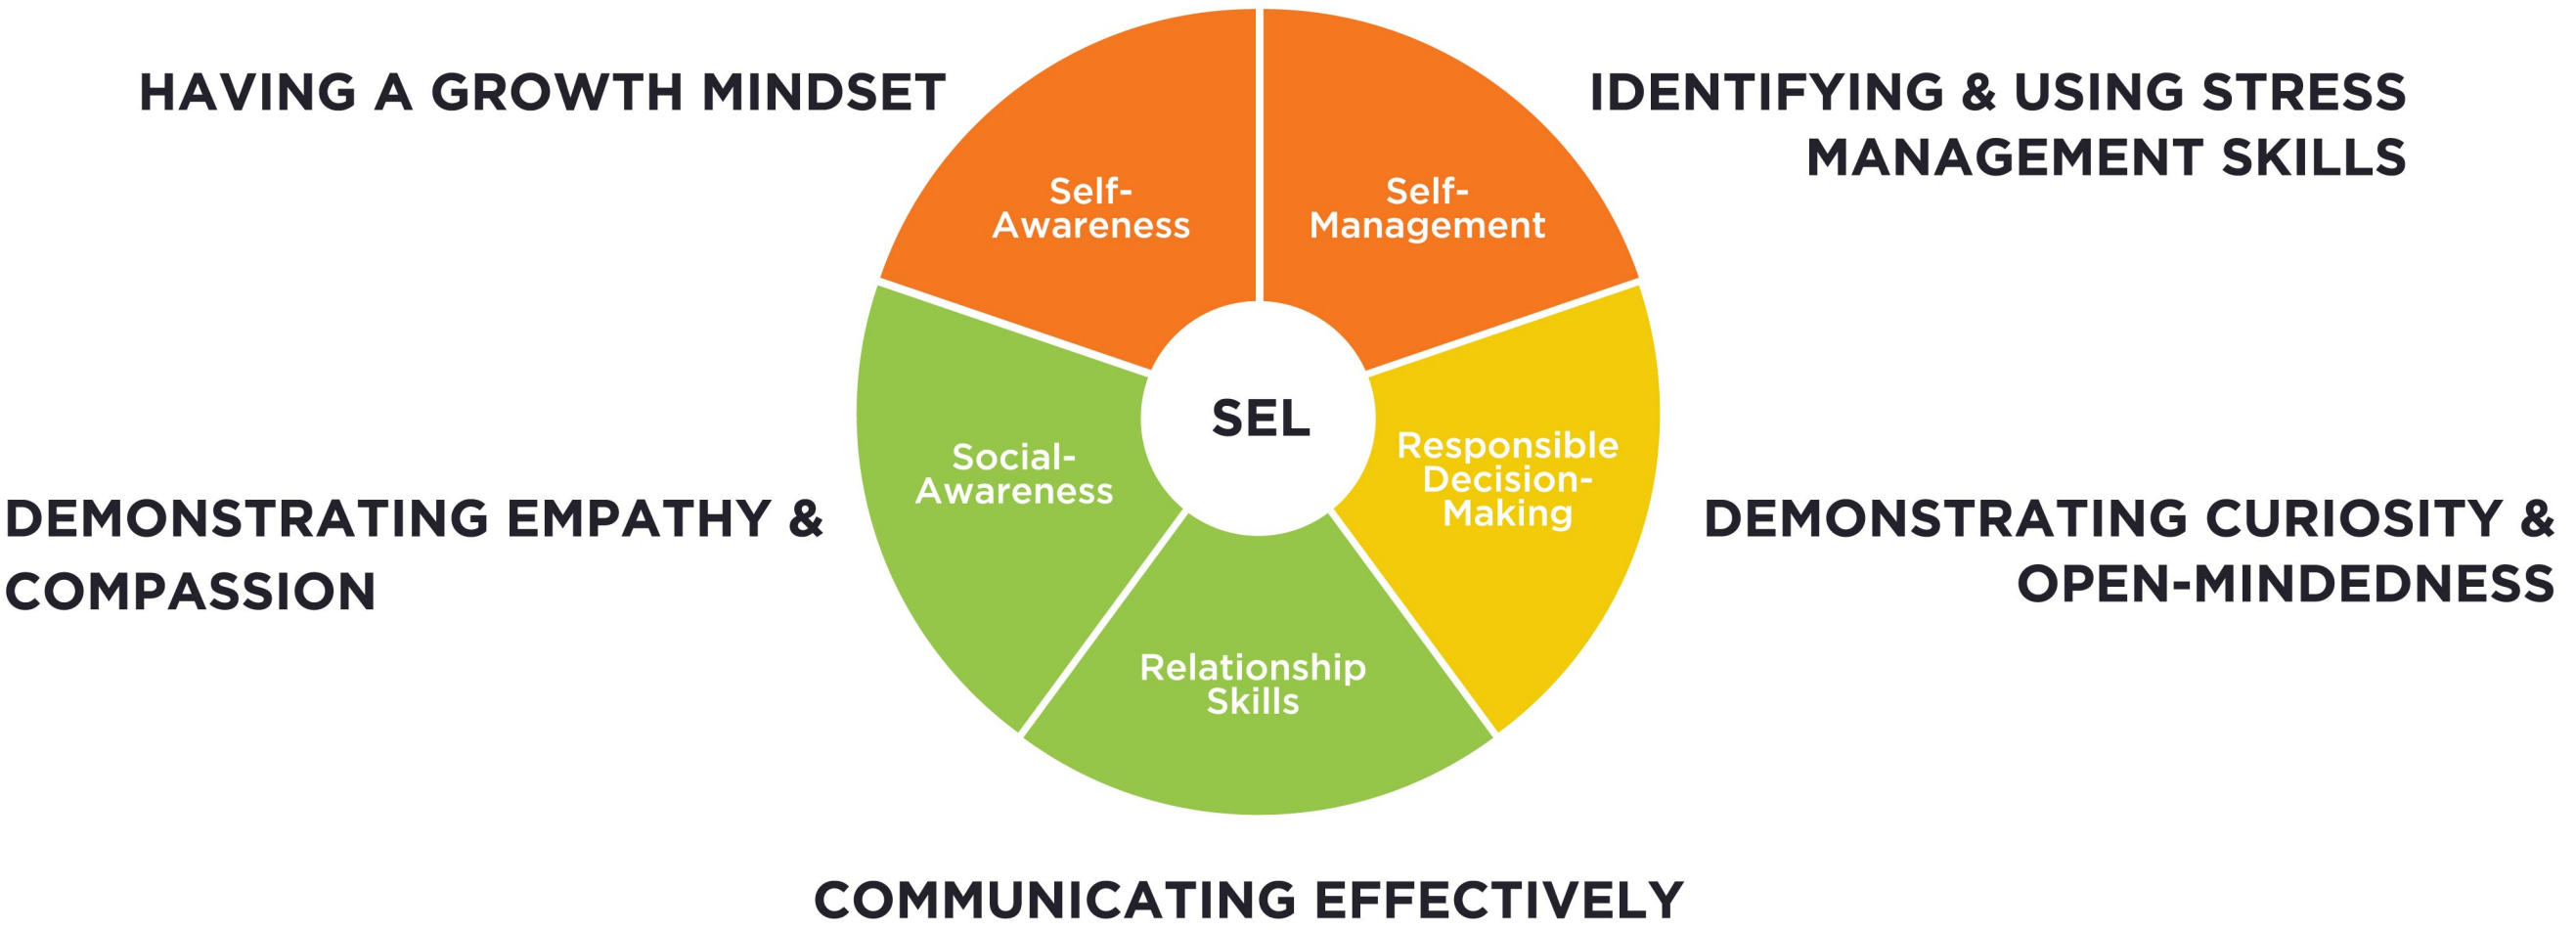 HAVING A GROWTH MINDSET
IDENTIFYING & USING STRESS
MANAGEMENT SKILLS
Self-
Awareness
Self-
Management
SEL
Social-
Awareness
Responsible
Decision-
Making
DEMONSTRATING EMPATHY &
COMPASSION
DEMONSTRATING CURIOSITY &
OPEN-MINDEDNESS
Relationship
Skills
COMMUNICATING EFFECTIVELY